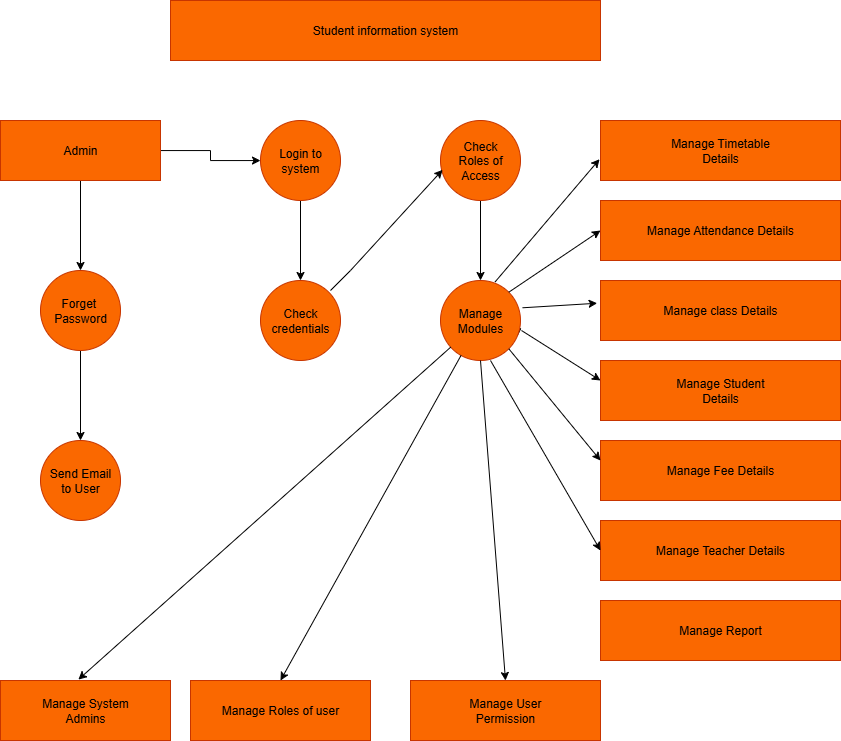 Student information system
Admin
Login to
system
Check
Roles of
Access
Manage Timetable
Details
Manage Attendance Details
Forget
Password
Check
credentials
Manage
Modules
Manage class Details
Manage Student
Details
Send Email
to User
Manage Fee Details
Manage Teacher Details
Manage Report
Manage System
Admins
Manage Roles of user
Manage User
Permission